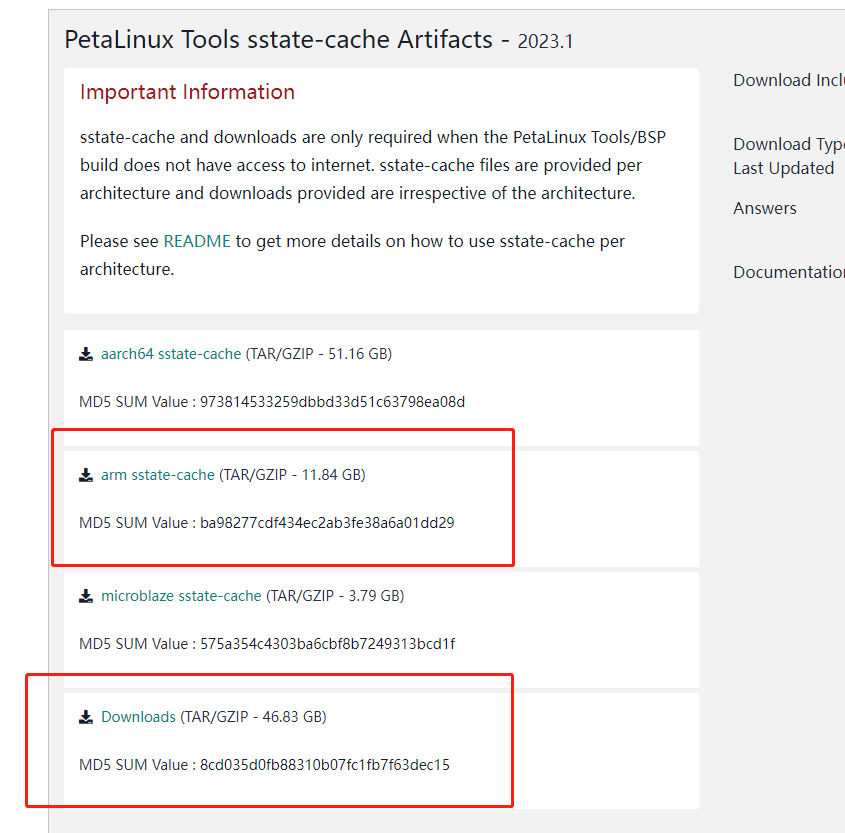 PetaLinux Tools sstate-cache Artifacts - 2023.1
Important Information
sstate-cache and downloads are only required when the PetaLinux Tools/BSP
build does not have access to internet. sstate-cache files are provided per
architecture and downloads provided are irrespective of the architecture.
Please see README to get more details on how to use sstate-cache per
architecture.
Download Inclu
Download Type
Last Updated
Answers
Documentation
aarch64 sstate-cache (TAR/GZIP - 51.16 GB)
MD5 SUM Value : 973814533259dbbd33d51c63798ea08d
arm sstate-cache (TAR/GZIP - 11.84 GB)
MD5 SUM Value : ba98277cdf434ec2ab3fe38a6a01dd29
microblaze sstate-cache (TAR/GZIP - 3.79 GB)
MD5 SUM Value : 575a354c4303ba6cbf8b7249313bcd1f
Downloads (TAR/GZIP - 46.83 GB)
MD5 SUM Value : 8cd035d0fb88310b07fc1fb7f63dec15